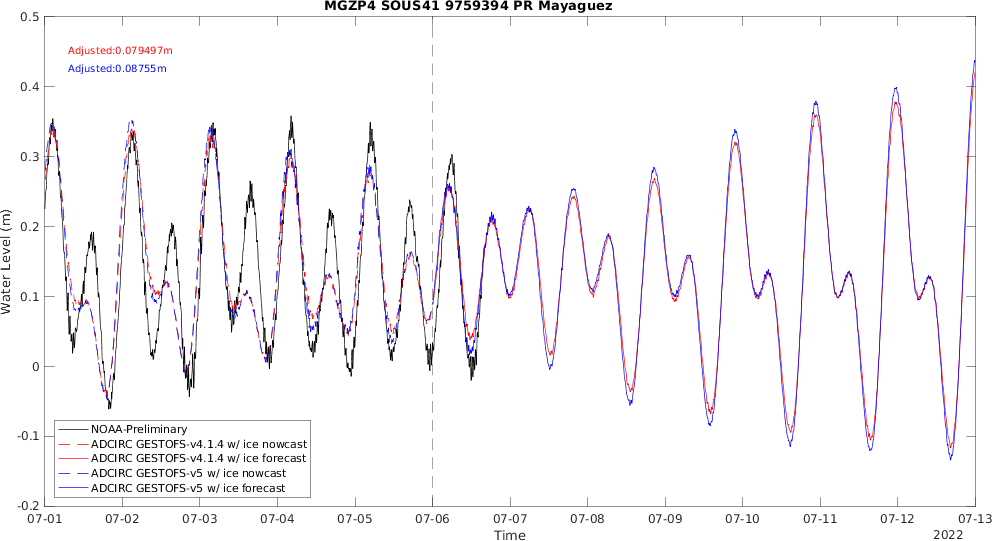 MGZP4 SOUS41 9759394 PR Mayaguez
0.5
Adjusted:0.079497m
Adjusted:0.08755m
0.4
0.3
0.2
0.1
0
-0.1
-0.2
Water Level (m)
NOAA-Preliminary
ADCIRC GESTOFS-v4.1.4 w/ ice nowcast
ADCIRC GESTOFS-v4.1.4 w/ ice forecast
ADCIRC GESTOFS-v5 w/ ice nowcast
ADCIRC GESTOFS-v5 w/ ice forecast
07-01 07-02 07-03 07-04 07-05 07-06 07-07 07-08 07-09 07-10 07-11 07-12 07-13
Time
2022